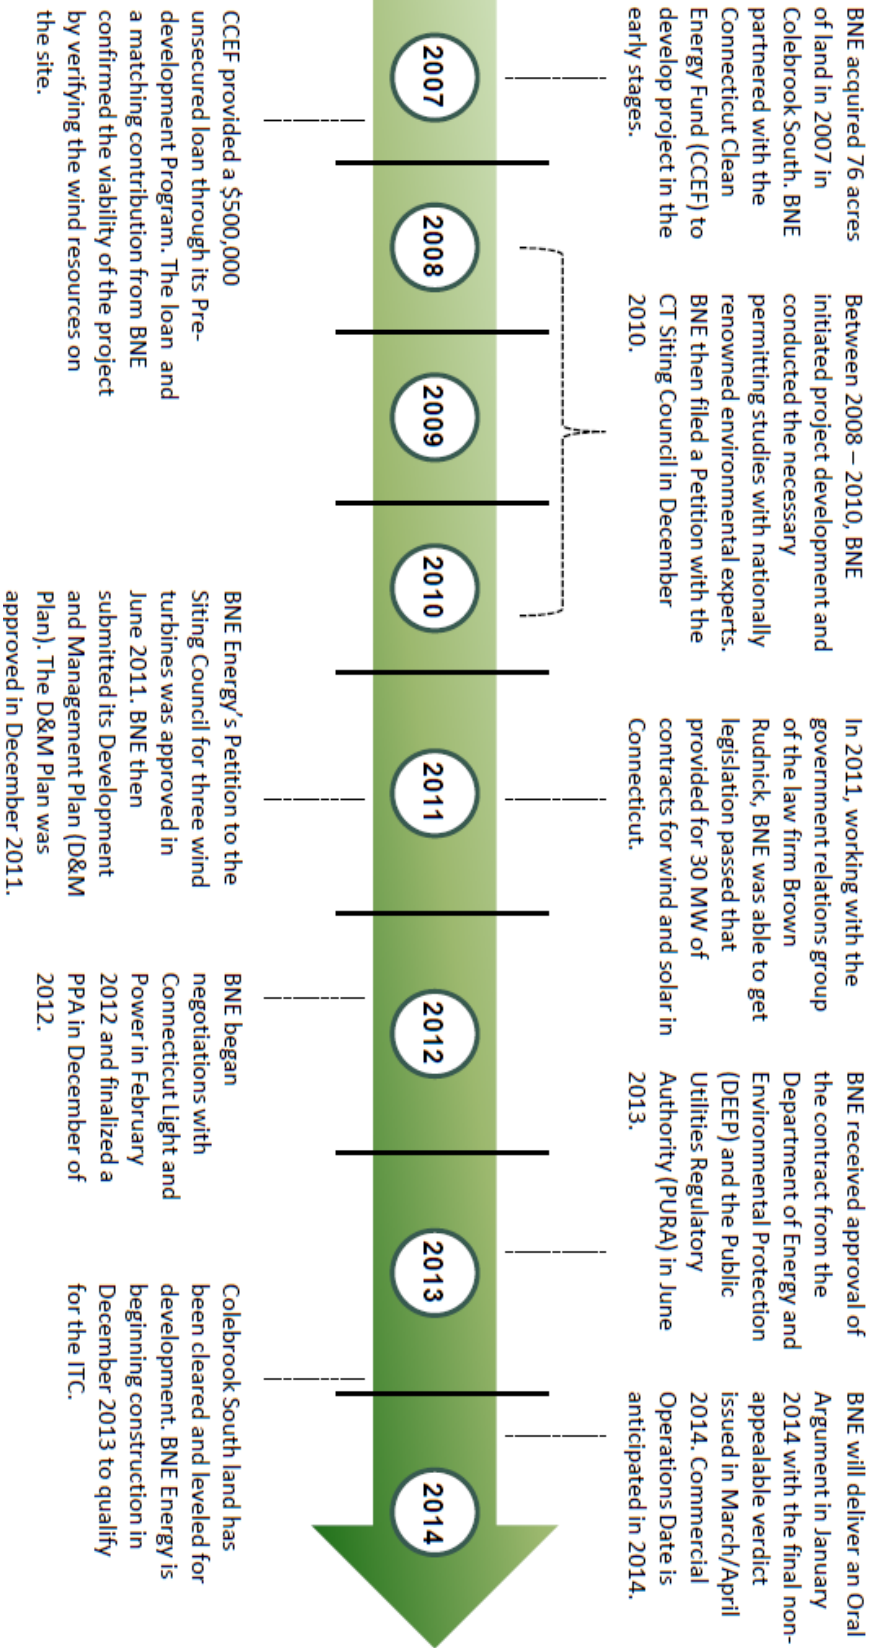 BNE acquired 76 acres
of land in 2007 in
Colebrook South. BNE
partnered with the
Connecticut Clean
Energy Fund (CCEF) to
develop project in the
early stages.
Between 2008 – 2010, BNE
initiated project development and
conducted the necessary
permitting studies with nationally
renowned environmental experts.
BNE then filed a Petition with the
CT Siting Council in December
2010.
In 2011, working with the
government relations group
of the law firm Brown
Rudnick, BNE was able to get
legislation passed that
provided for 30 MW of
contracts for wind and solar in
Connecticut.
BNE received approval of
the contract from the
Department of Energy and
Environmental Protection
(DEEP) and the Public
Utilities Regulatory
Authority (PURA) in June
2013.
BNE will deliver an Oral
Argument in January
2014 with the final non-
appealable verdict
issued in March/April
2014. Commercial
Operations Date is
anticipated in 2014.
2007
2008
2009
2010
2011
2012
2013
2014
CCEF provided a $500,000
unsecured loan through its Pre-
development Program. The loan and
a matching contribution from BNE
confirmed the viability of the project
by verifying the wind resources on
the site.
BNE Energy's Petition to the
Siting Council for three wind
turbines was approved in
June 2011. BNE then
submitted its Development
and Management Plan (D&M
Plan). The D&M Plan was
approved in December 2011.
BNE began
negotiations with
Connecticut Light and
Power in February
2012 and finalized a
PPA in December of
2012.
Colebrook South land has
been cleared and leveled for
development. BNE Energy is
beginning construction in
December 2013 to qualify
for the ITC.